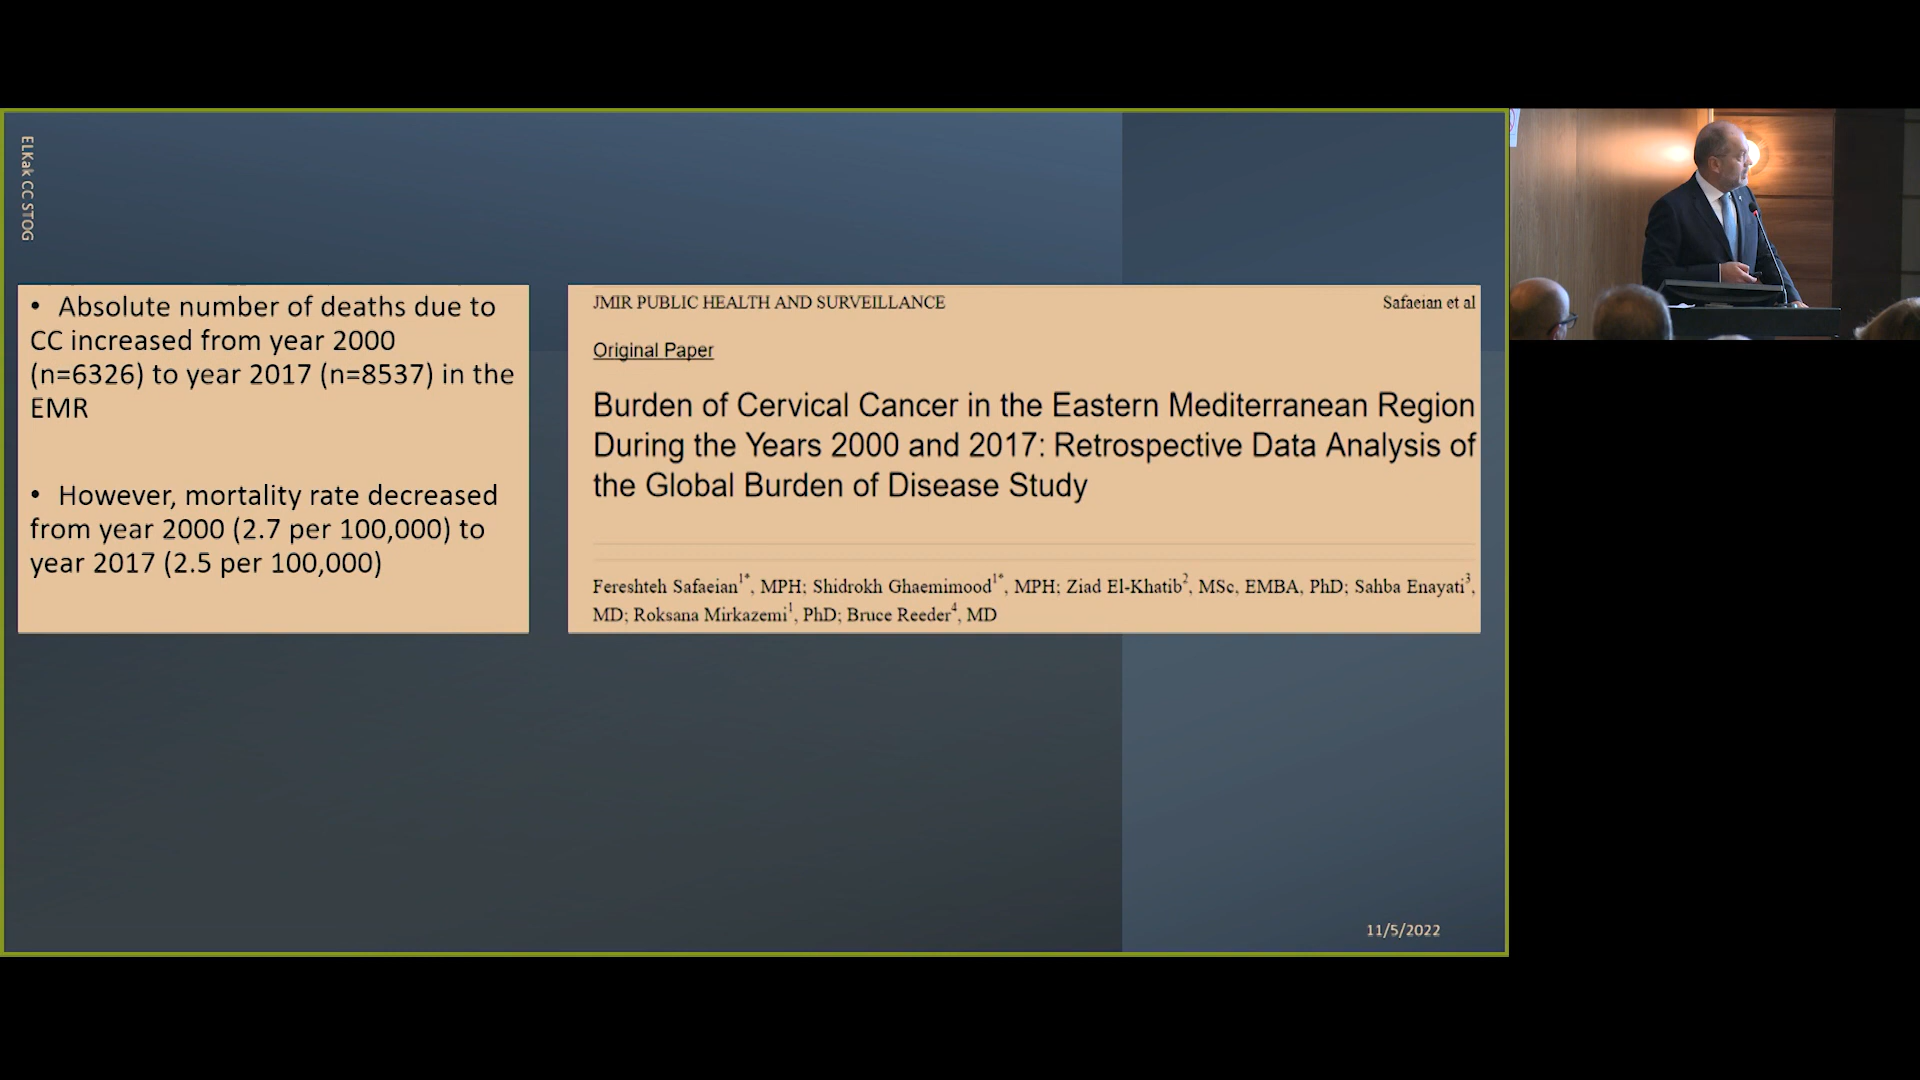 ELKak CC STOG
• Absolute number of deaths due to
CC increased from year 2000
(n=6326) to year 2017 (n=8537) in the
EMR
• However, mortality rate decreased
from year 2000 (2.7 per 100,000) to
year 2017 (2.5 per 100,000)
JMIR PUBLIC HEALTH AND SURVEILLANCE Safaeian et al
Original Paper
Burden of Cervical Cancer in the Eastern Mediterranean Region
During the Years 2000 and 2017: Retrospective Data Analysis of
the Global Burden of Disease Study
Fereshteh Safaeian1*, MPH; Shidrokh Ghaemimood1*, MPH; Ziad El-Khatib2, MSc, EMBA, PhD; Sahba Enayati3,
MD; Roksana Mirkazemi1, PhD; Bruce Reeder4, MD
11/5/2022